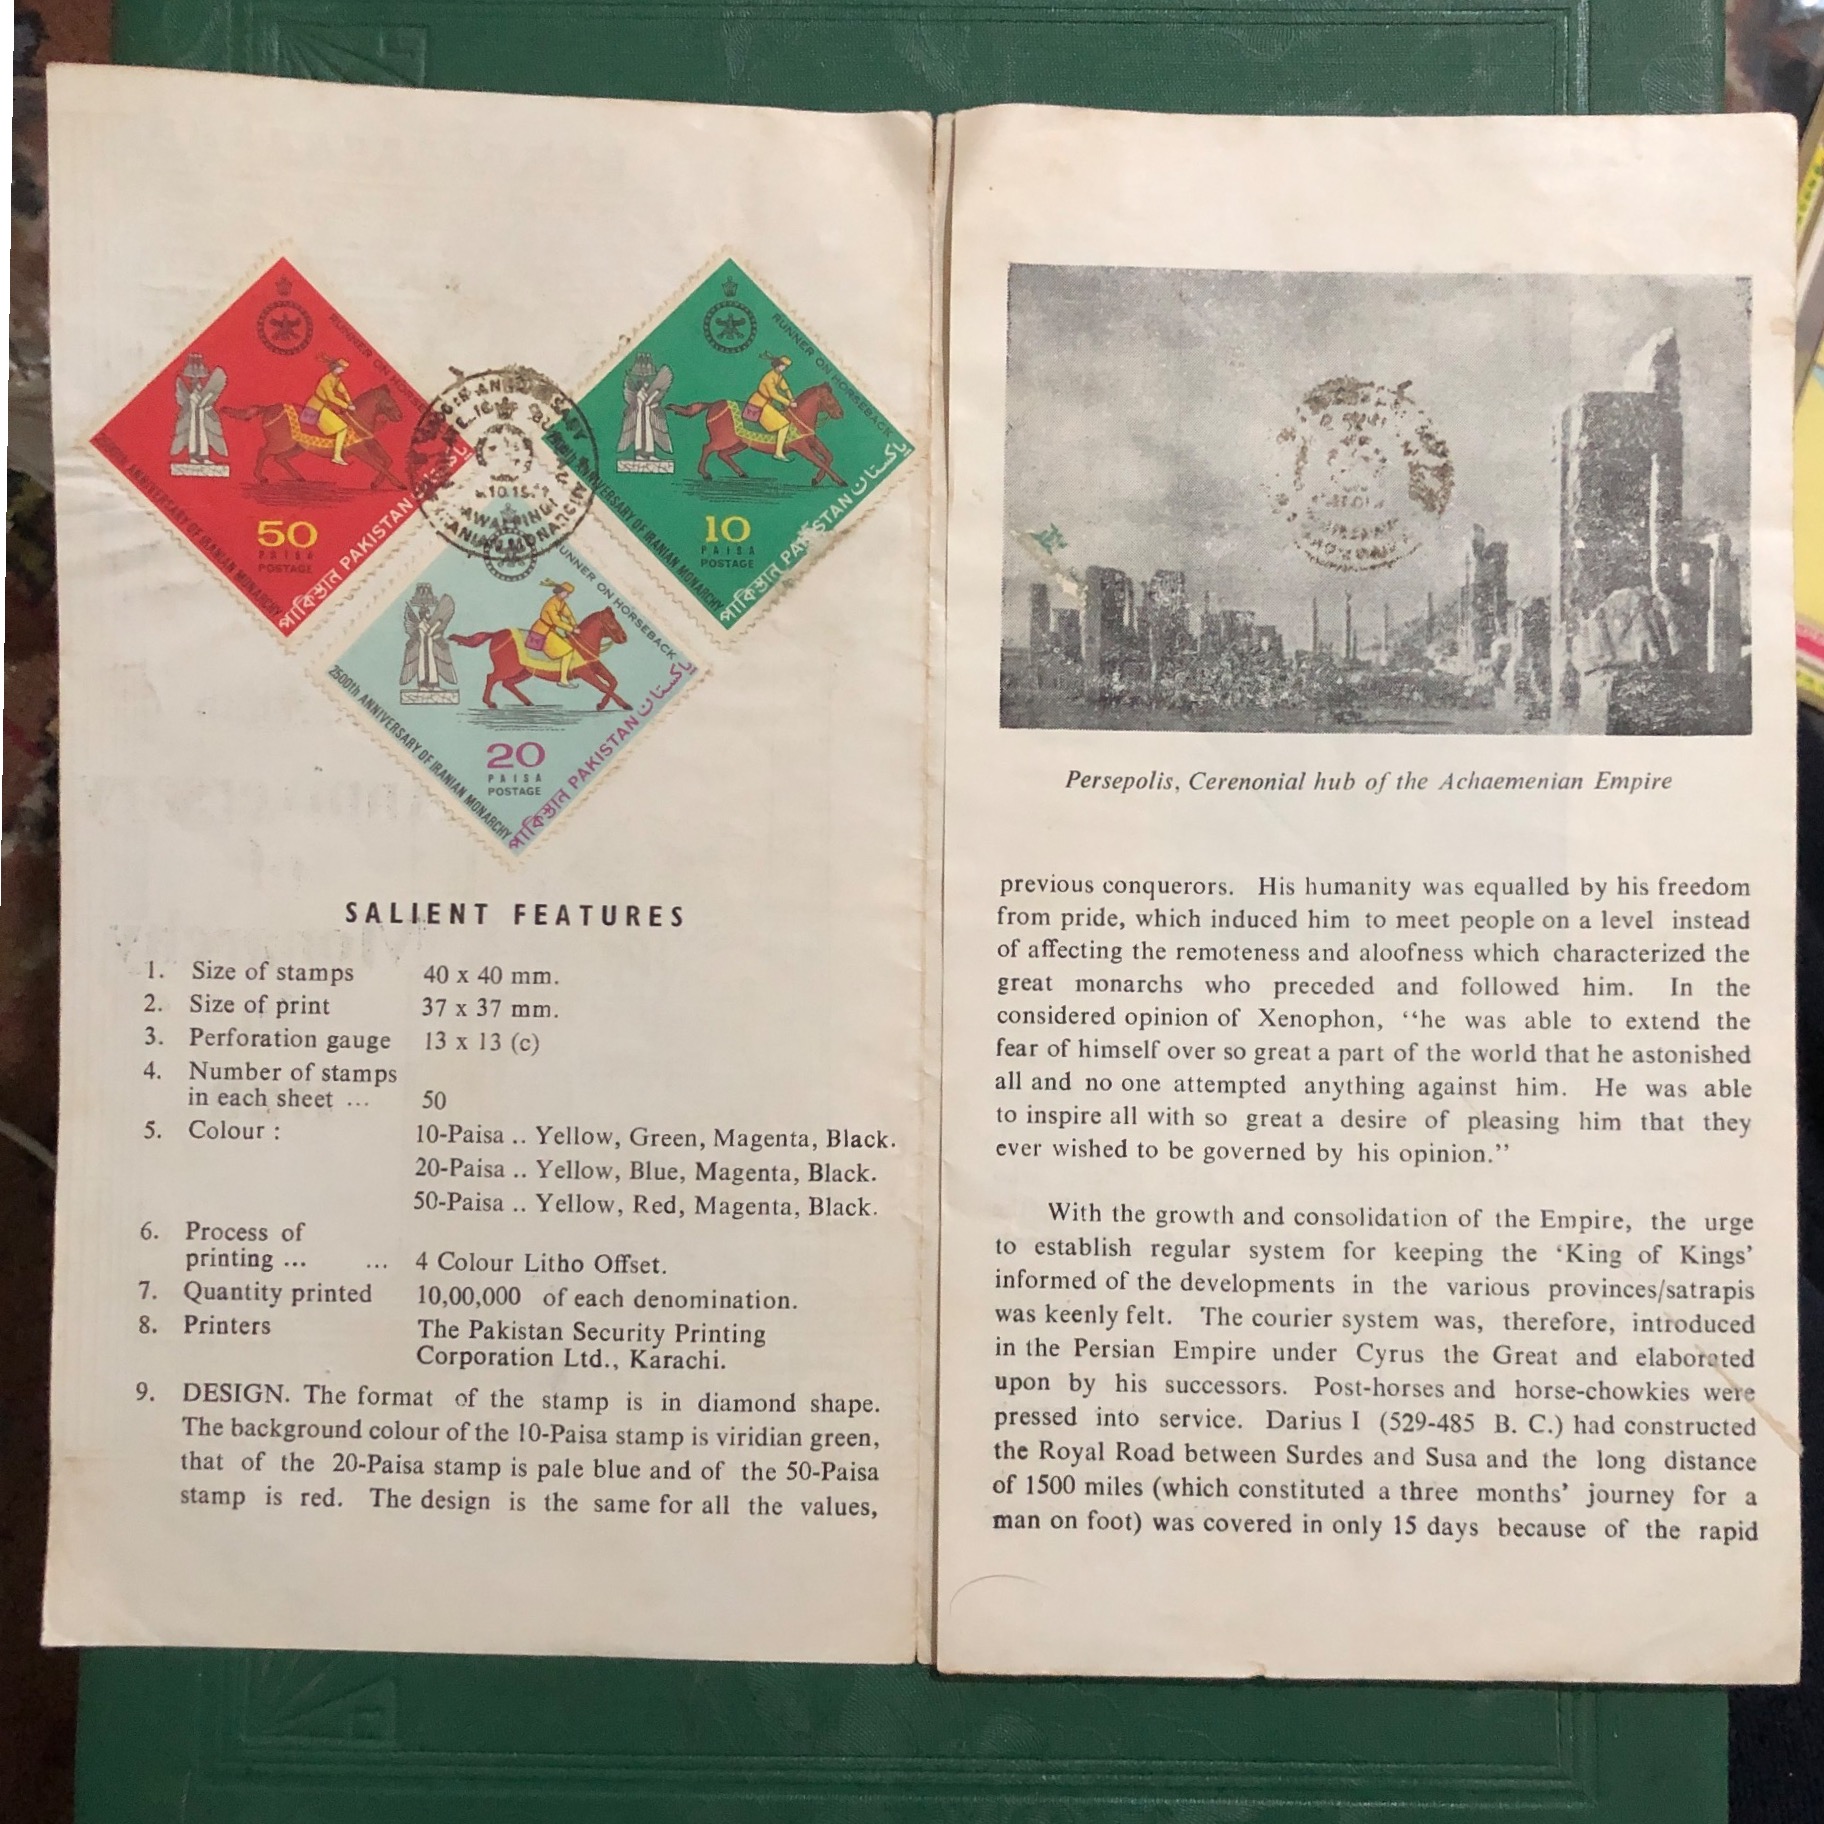 RUNNER ON HORSEBACK
2500th ANNIVERSARY OF IRANIAN MONARCHY
50
PAISA
POSTAGE
পাকিস্তান PAKISTAN پاکستان
RUNNER ON HORSEBACK
ANNIVERSARY OF IRANIAN MONARCHY
10
PAISA
POSTAGE
পাকিস্তান PAKISTAN پاکستان
RUNNER ON HORSEBACK
2500th ANNIVERSARY OF IRANIAN MONARCHY
20
PAISA
POSTAGE
পাকিস্তান PAKISTAN پاکستان
SALIENT FEATURES
1. Size of stamps 40 x 40 mm.
2. Size of print 37 x 37 mm.
3. Perforation gauge 13 x 13 (c)
4. Number of stamps
in each sheet ... 50
5. Colour : 10-Paisa .. Yellow, Green, Magenta, Black.
20-Paisa .. Yellow, Blue, Magenta, Black.
50-Paisa .. Yellow, Red, Magenta, Black.
6. Process of
printing ... ... 4 Colour Litho Offset.
7. Quantity printed 10,00,000 of each denomination.
8. Printers The Pakistan Security Printing
Corporation Ltd., Karachi.
9. DESIGN. The format of the stamp is in diamond shape.
The background colour of the 10-Paisa stamp is viridian green,
that of the 20-Paisa stamp is pale blue and of the 50-Paisa
stamp is red. The design is the same for all the values,
Persepolis, Cerenonial hub of the Achaemenian Empire
previous conquerors. His humanity was equalled by his freedom
from pride, which induced him to meet people on a level instead
of affecting the remoteness and aloofness which characterized the
great monarchs who preceded and followed him. In the
considered opinion of Xenophon, “he was able to extend the
fear of himself over so great a part of the world that he astonished
all and no one attempted anything against him. He was able
to inspire all with so great a desire of pleasing him that they
ever wished to be governed by his opinion.”
With the growth and consolidation of the Empire, the urge
to establish regular system for keeping the ‘King of Kings’
informed of the developments in the various provinces/satrapis
was keenly felt. The courier system was, therefore, introduced
in the Persian Empire under Cyrus the Great and elaborated
upon by his successors. Post-horses and horse-chowkies were
pressed into service. Darius I (529-485 B. C.) had constructed
the Royal Road between Surdes and Susa and the long distance
of 1500 miles (which constituted a three months’ journey for a
man on foot) was covered in only 15 days because of the rapid